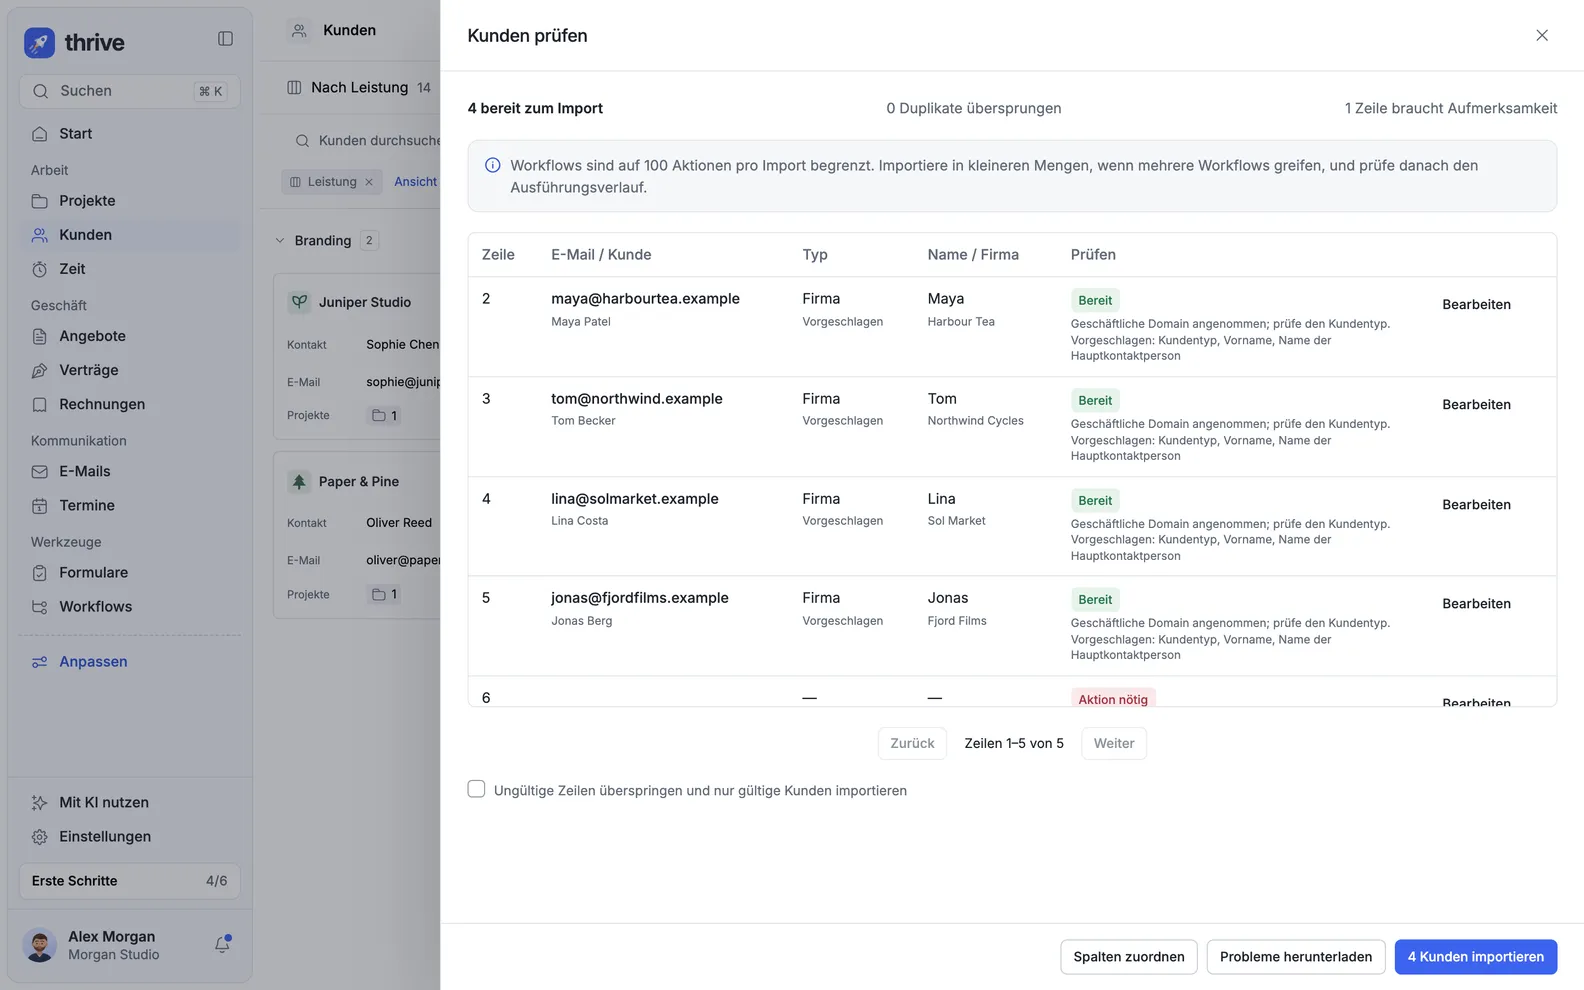 thrive
Suchen
⌘ K
Start
Arbeit
Projekte
Kunden
Zeit
Geschäft
Angebote
Verträge
Rechnungen
Kommunikation
E-Mails
Termine
Werkzeuge
Formulare
Workflows
Anpassen
Mit KI nutzen
Einstellungen
Erste Schritte 4/6
Alex Morgan
Morgan Studio
Kunden
Nach Leistung 14
Kunden durchsuche
Leistung × Ansicht
Branding 2
Juniper Studio
Kontakt Sophie Chen
E-Mail sophie@junip
Projekte 1
Paper & Pine
Kontakt Oliver Reed
E-Mail oliver@paper
Projekte 1
Kunden prüfen
4 bereit zum Import 0 Duplikate übersprungen 1 Zeile braucht Aufmerksamkeit
Workflows sind auf 100 Aktionen pro Import begrenzt. Importiere in kleineren Mengen, wenn mehrere Workflows greifen, und prüfe danach den
Ausführungsverlauf.
Zeile E-Mail / Kunde Typ Name / Firma Prüfen
2 maya@harbourtea.example Firma Maya Bereit Bearbeiten
Maya Patel Vorgeschlagen Harbour Tea
Geschäftliche Domain angenommen; prüfe den Kundentyp.
Vorgeschlagen: Kundentyp, Vorname, Name der
Hauptkontaktperson
3 tom@northwind.example Firma Tom Bereit Bearbeiten
Tom Becker Vorgeschlagen Northwind Cycles
Geschäftliche Domain angenommen; prüfe den Kundentyp.
Vorgeschlagen: Kundentyp, Vorname, Name der
Hauptkontaktperson
4 lina@solmarket.example Firma Lina Bereit Bearbeiten
Lina Costa Vorgeschlagen Sol Market
Geschäftliche Domain angenommen; prüfe den Kundentyp.
Vorgeschlagen: Kundentyp, Vorname, Name der
Hauptkontaktperson
5 jonas@fjordfilms.example Firma Jonas Bereit Bearbeiten
Jonas Berg Vorgeschlagen Fjord Films
Geschäftliche Domain angenommen; prüfe den Kundentyp.
Vorgeschlagen: Kundentyp, Vorname, Name der
Hauptkontaktperson
6 — — Aktion nötig Bearbeiten
Zurück Zeilen 1–5 von 5 Weiter
Ungültige Zeilen überspringen und nur gültige Kunden importieren
Spalten zuordnen Probleme herunterladen 4 Kunden importieren